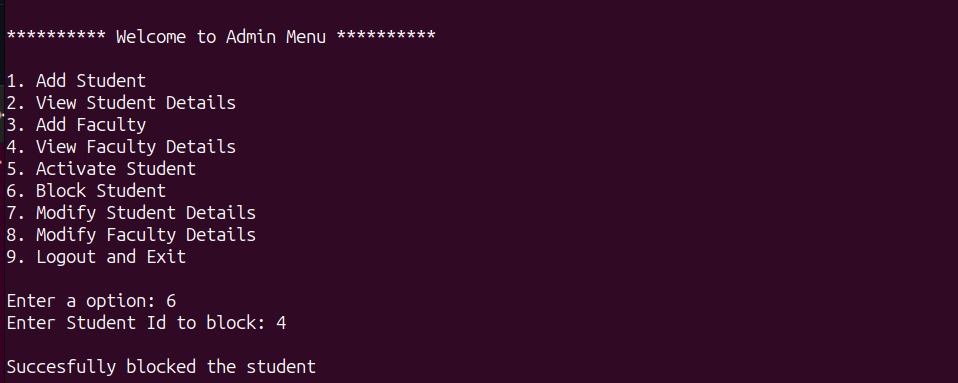 ********** Welcome to Admin Menu **********
1. Add Student
2. View Student Details
3. Add Faculty
4. View Faculty Details
5. Activate Student
6. Block Student
7. Modify Student Details
8. Modify Faculty Details
9. Logout and Exit
Enter a option: 6
Enter Student Id to block: 4
Succesfully blocked the student